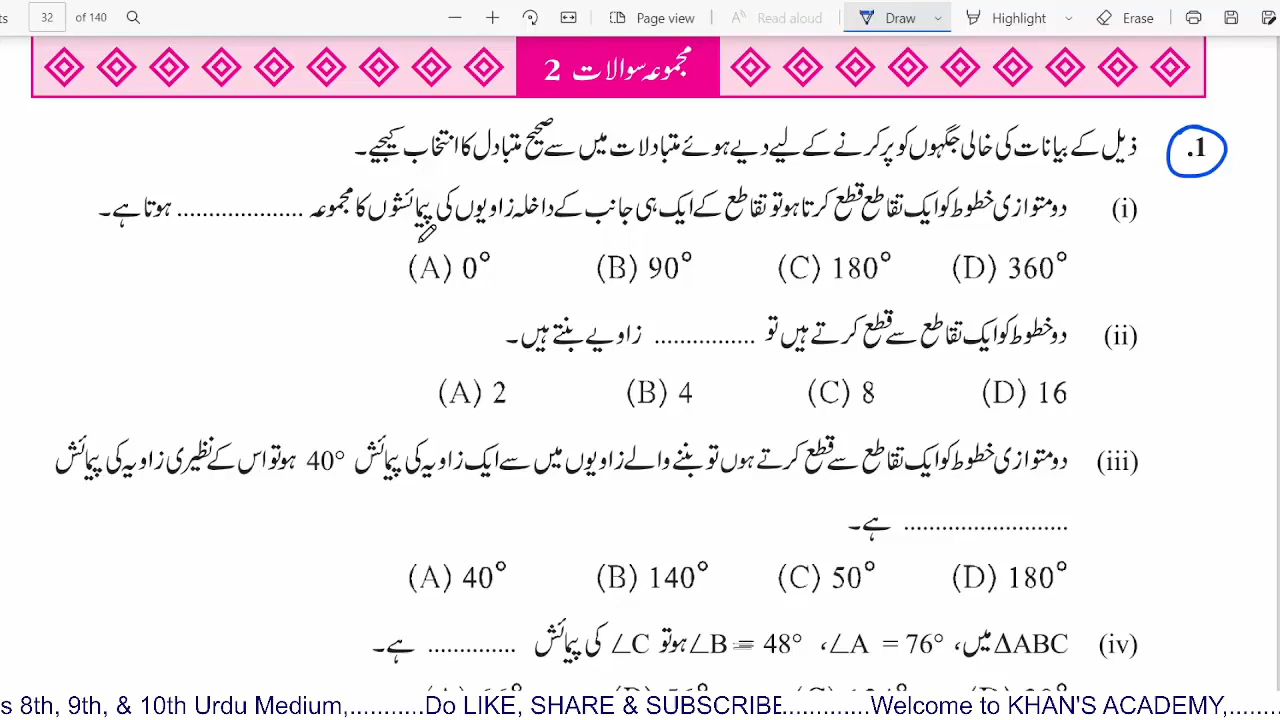 32 of 140 Page view Read aloud Draw Highlight Erase
مجموعہ سوالات 2
1. ذیل کے بیانات کی خالی جگہوں کو پر کرنے کے لیے دیے ہوئے متبادلات میں سے صحیح متبادل کا انتخاب کیجیے۔
(i) دو متوازی خطوط کو ایک تقاطع قطع کرتا ہو تو تقاطع کے ایک ہی جانب کے داخلہ زاویوں کی پیمائشوں کا مجموعہ .................... ہوتا ہے۔
(A) 0° (B) 90° (C) 180° (D) 360°
(ii) دو خطوط کو ایک تقاطع سے قطع کرتے ہیں تو ................ زاویے بنتے ہیں۔
(A) 2 (B) 4 (C) 8 (D) 16
(iii) دو متوازی خطوط کو ایک تقاطع سے قطع کرتے ہوں تو بننے والے زاویوں میں سے ایک زاویہ کی پیمائش 40° ہو تو اس کے نظیری زاویہ کی پیمائش
.......................... ہے۔
(A) 40° (B) 140° (C) 50° (D) 180°
(iv) ΔABC میں، ∠A = 76°، ∠B = 48° ہو تو ∠C کی پیمائش .............. ہے۔
s 8th, 9th, & 10th Urdu Medium,...........Do LIKE, SHARE & SUBSCRIBE.............Welcome to KHAN'S ACADEMY,........